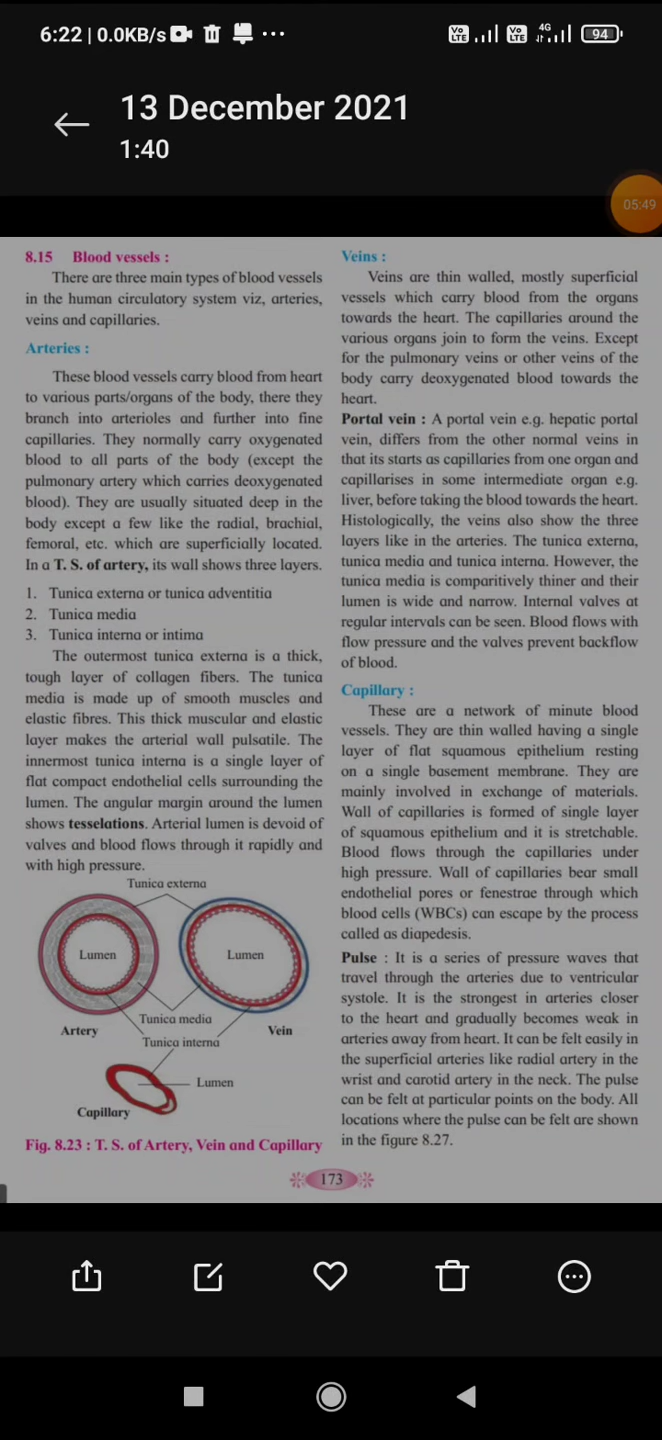 6:22 | 0.0KB/s
Vo LTE Vo LTE 4G 94
13 December 2021
1:40
05:49
8.15 Blood vessels :
There are three main types of blood vessels
in the human circulatory system viz, arteries,
veins and capillaries.
Arteries :
These blood vessels carry blood from heart
to various parts/organs of the body, there they
branch into arterioles and further into fine
capillaries. They normally carry oxygenated
blood to all parts of the body (except the
pulmonary artery which carries deoxygenated
blood). They are usually situated deep in the
body except a few like the radial, brachial,
femoral, etc. which are superficially located.
In a T. S. of artery, its wall shows three layers.
1. Tunica externa or tunica adventitia
2. Tunica media
3. Tunica interna or intima
The outermost tunica externa is a thick,
tough layer of collagen fibers. The tunica
media is made up of smooth muscles and
elastic fibres. This thick muscular and elastic
layer makes the arterial wall pulsatile. The
innermost tunica interna is a single layer of
flat compact endothelial cells surrounding the
lumen. The angular margin around the lumen
shows tesselations. Arterial lumen is devoid of
valves and blood flows through it rapidly and
with high pressure.
Tunica externa
Lumen
Lumen
Tunica media
Artery
Vein
Tunica interna
Lumen
Capillary
Fig. 8.23 : T. S. of Artery, Vein and Capillary
Veins :
Veins are thin walled, mostly superficial
vessels which carry blood from the organs
towards the heart. The capillaries around the
various organs join to form the veins. Except
for the pulmonary veins or other veins of the
body carry deoxygenated blood towards the
heart.
Portal vein : A portal vein e.g. hepatic portal
vein, differs from the other normal veins in
that its starts as capillaries from one organ and
capillarises in some intermediate organ e.g.
liver, before taking the blood towards the heart.
Histologically, the veins also show the three
layers like in the arteries. The tunica externa,
tunica media and tunica interna. However, the
tunica media is comparitively thiner and their
lumen is wide and narrow. Internal valves at
regular intervals can be seen. Blood flows with
flow pressure and the valves prevent backflow
of blood.
Capillary :
These are a network of minute blood
vessels. They are thin walled having a single
layer of flat squamous epithelium resting
on a single basement membrane. They are
mainly involved in exchange of materials.
Wall of capillaries is formed of single layer
of squamous epithelium and it is stretchable.
Blood flows through the capillaries under
high pressure. Wall of capillaries bear small
endothelial pores or fenestrae through which
blood cells (WBCs) can escape by the process
called as diapedesis.
Pulse : It is a series of pressure waves that
travel through the arteries due to ventricular
systole. It is the strongest in arteries closer
to the heart and gradually becomes weak in
arteries away from heart. It can be felt easily in
the superficial arteries like radial artery in the
wrist and carotid artery in the neck. The pulse
can be felt at particular points on the body. All
locations where the pulse can be felt are shown
in the figure 8.27.
173